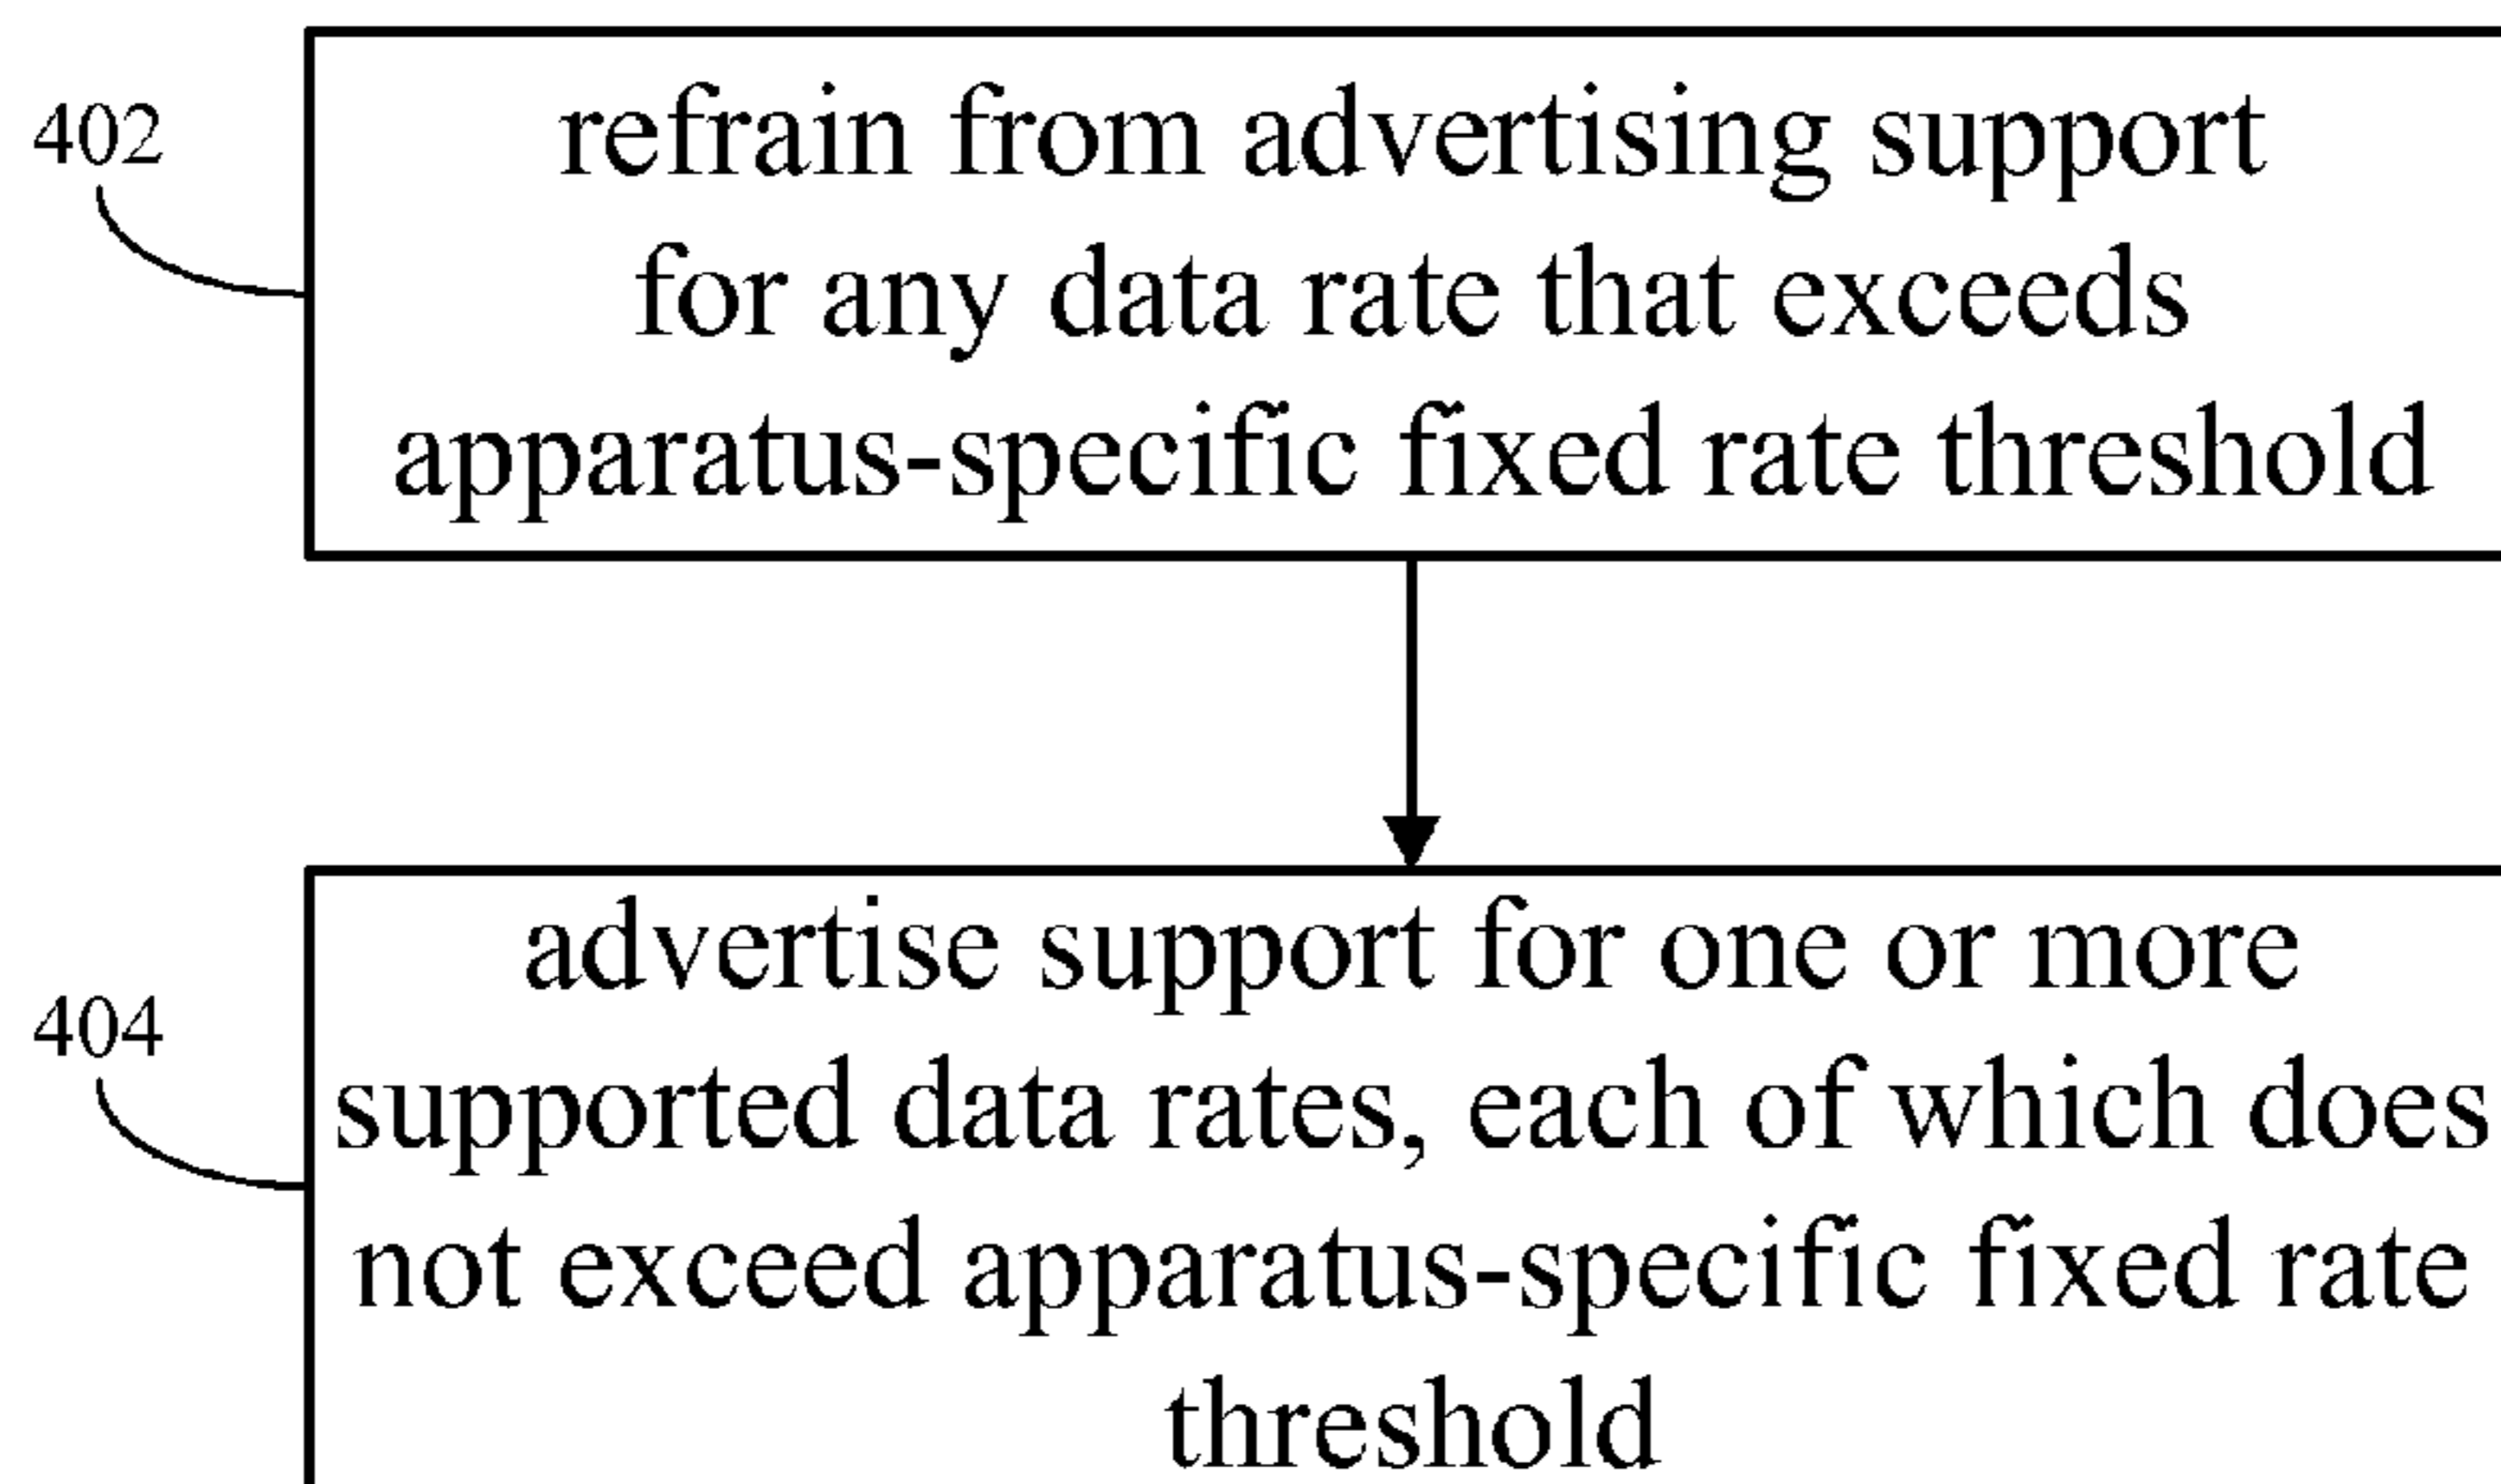 402
refrain from advertising support
for any data rate that exceeds
apparatus-specific fixed rate threshold
404
advertise support for one or more
supported data rates, each of which does
not exceed apparatus-specific fixed rate
threshold